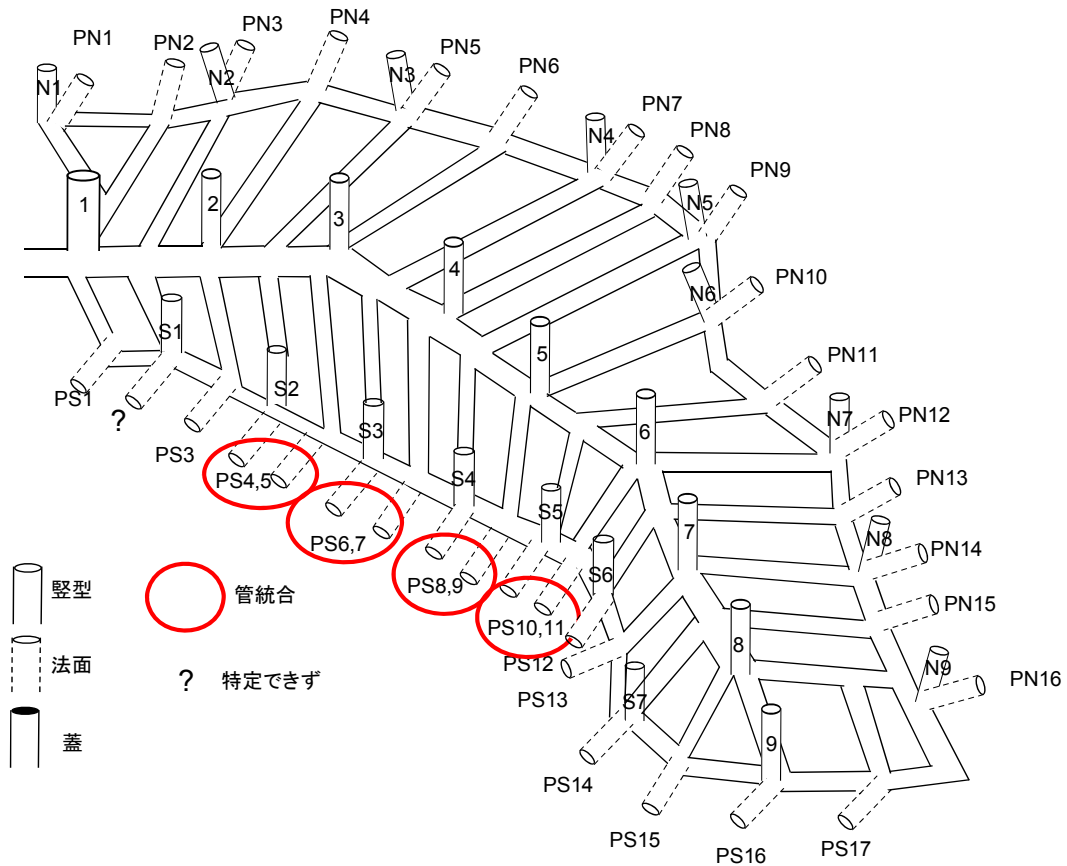 PN1
PN2
PN3
PN4
PN5
PN6
PN7
PN8
PN9
PN10
PN11
PN12
PN13
PN14
PN15
PN16
N1
N2
N3
N4
N5
N6
N7
N8
N9
1
2
3
4
5
6
7
8
9
S1
S2
S3
S4
S5
S6
S7
PS1
?
PS3
PS4,5
PS6,7
PS8,9
PS10,11
PS12
PS13
PS14
PS15
PS16
PS17
竪型
管統合
法面
? 特定できず
蓋